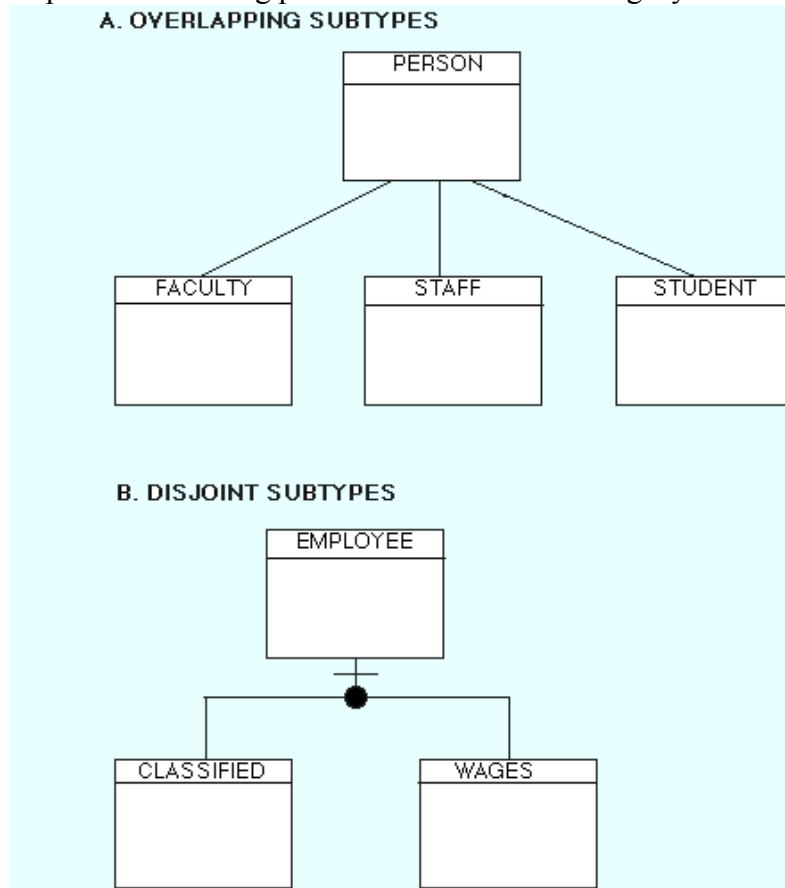 A. OVERLAPPING SUBTYPES
PERSON
FACULTY STAFF STUDENT
B. DISJOINT SUBTYPES
EMPLOYEE
CLASSIFIED WAGES